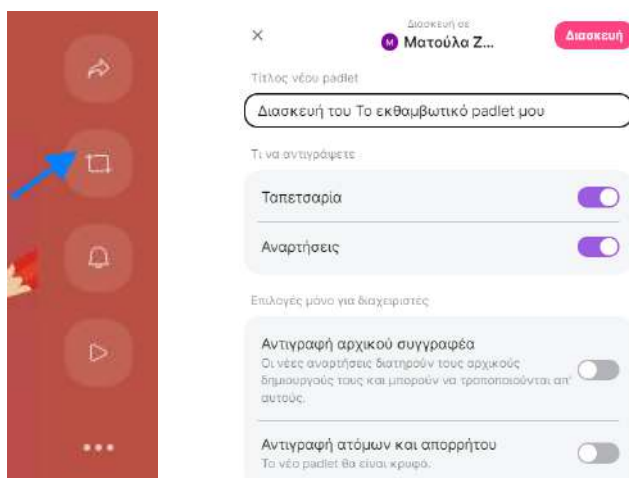 Διασκευή σε
Μ Ματούλα Ζ...
Διασκευή
Τίτλος νέου padlet
Διασκευή του Το εκθαμβωτικό padlet μου
Τι να αντιγράψετε
Ταπετσαρία
Αναρτήσεις
Επιλογές μόνο για διαχειριστές
Αντιγραφή αρχικού συγγραφέα
Οι νέες αναρτήσεις διατηρούν τους αρχικούς
δημιουργούς τους και μπορούν να τροποποιούνται απ'
αυτούς.
Αντιγραφή ατόμων και απορρήτου
Το νέο padlet θα είναι κρυφό.